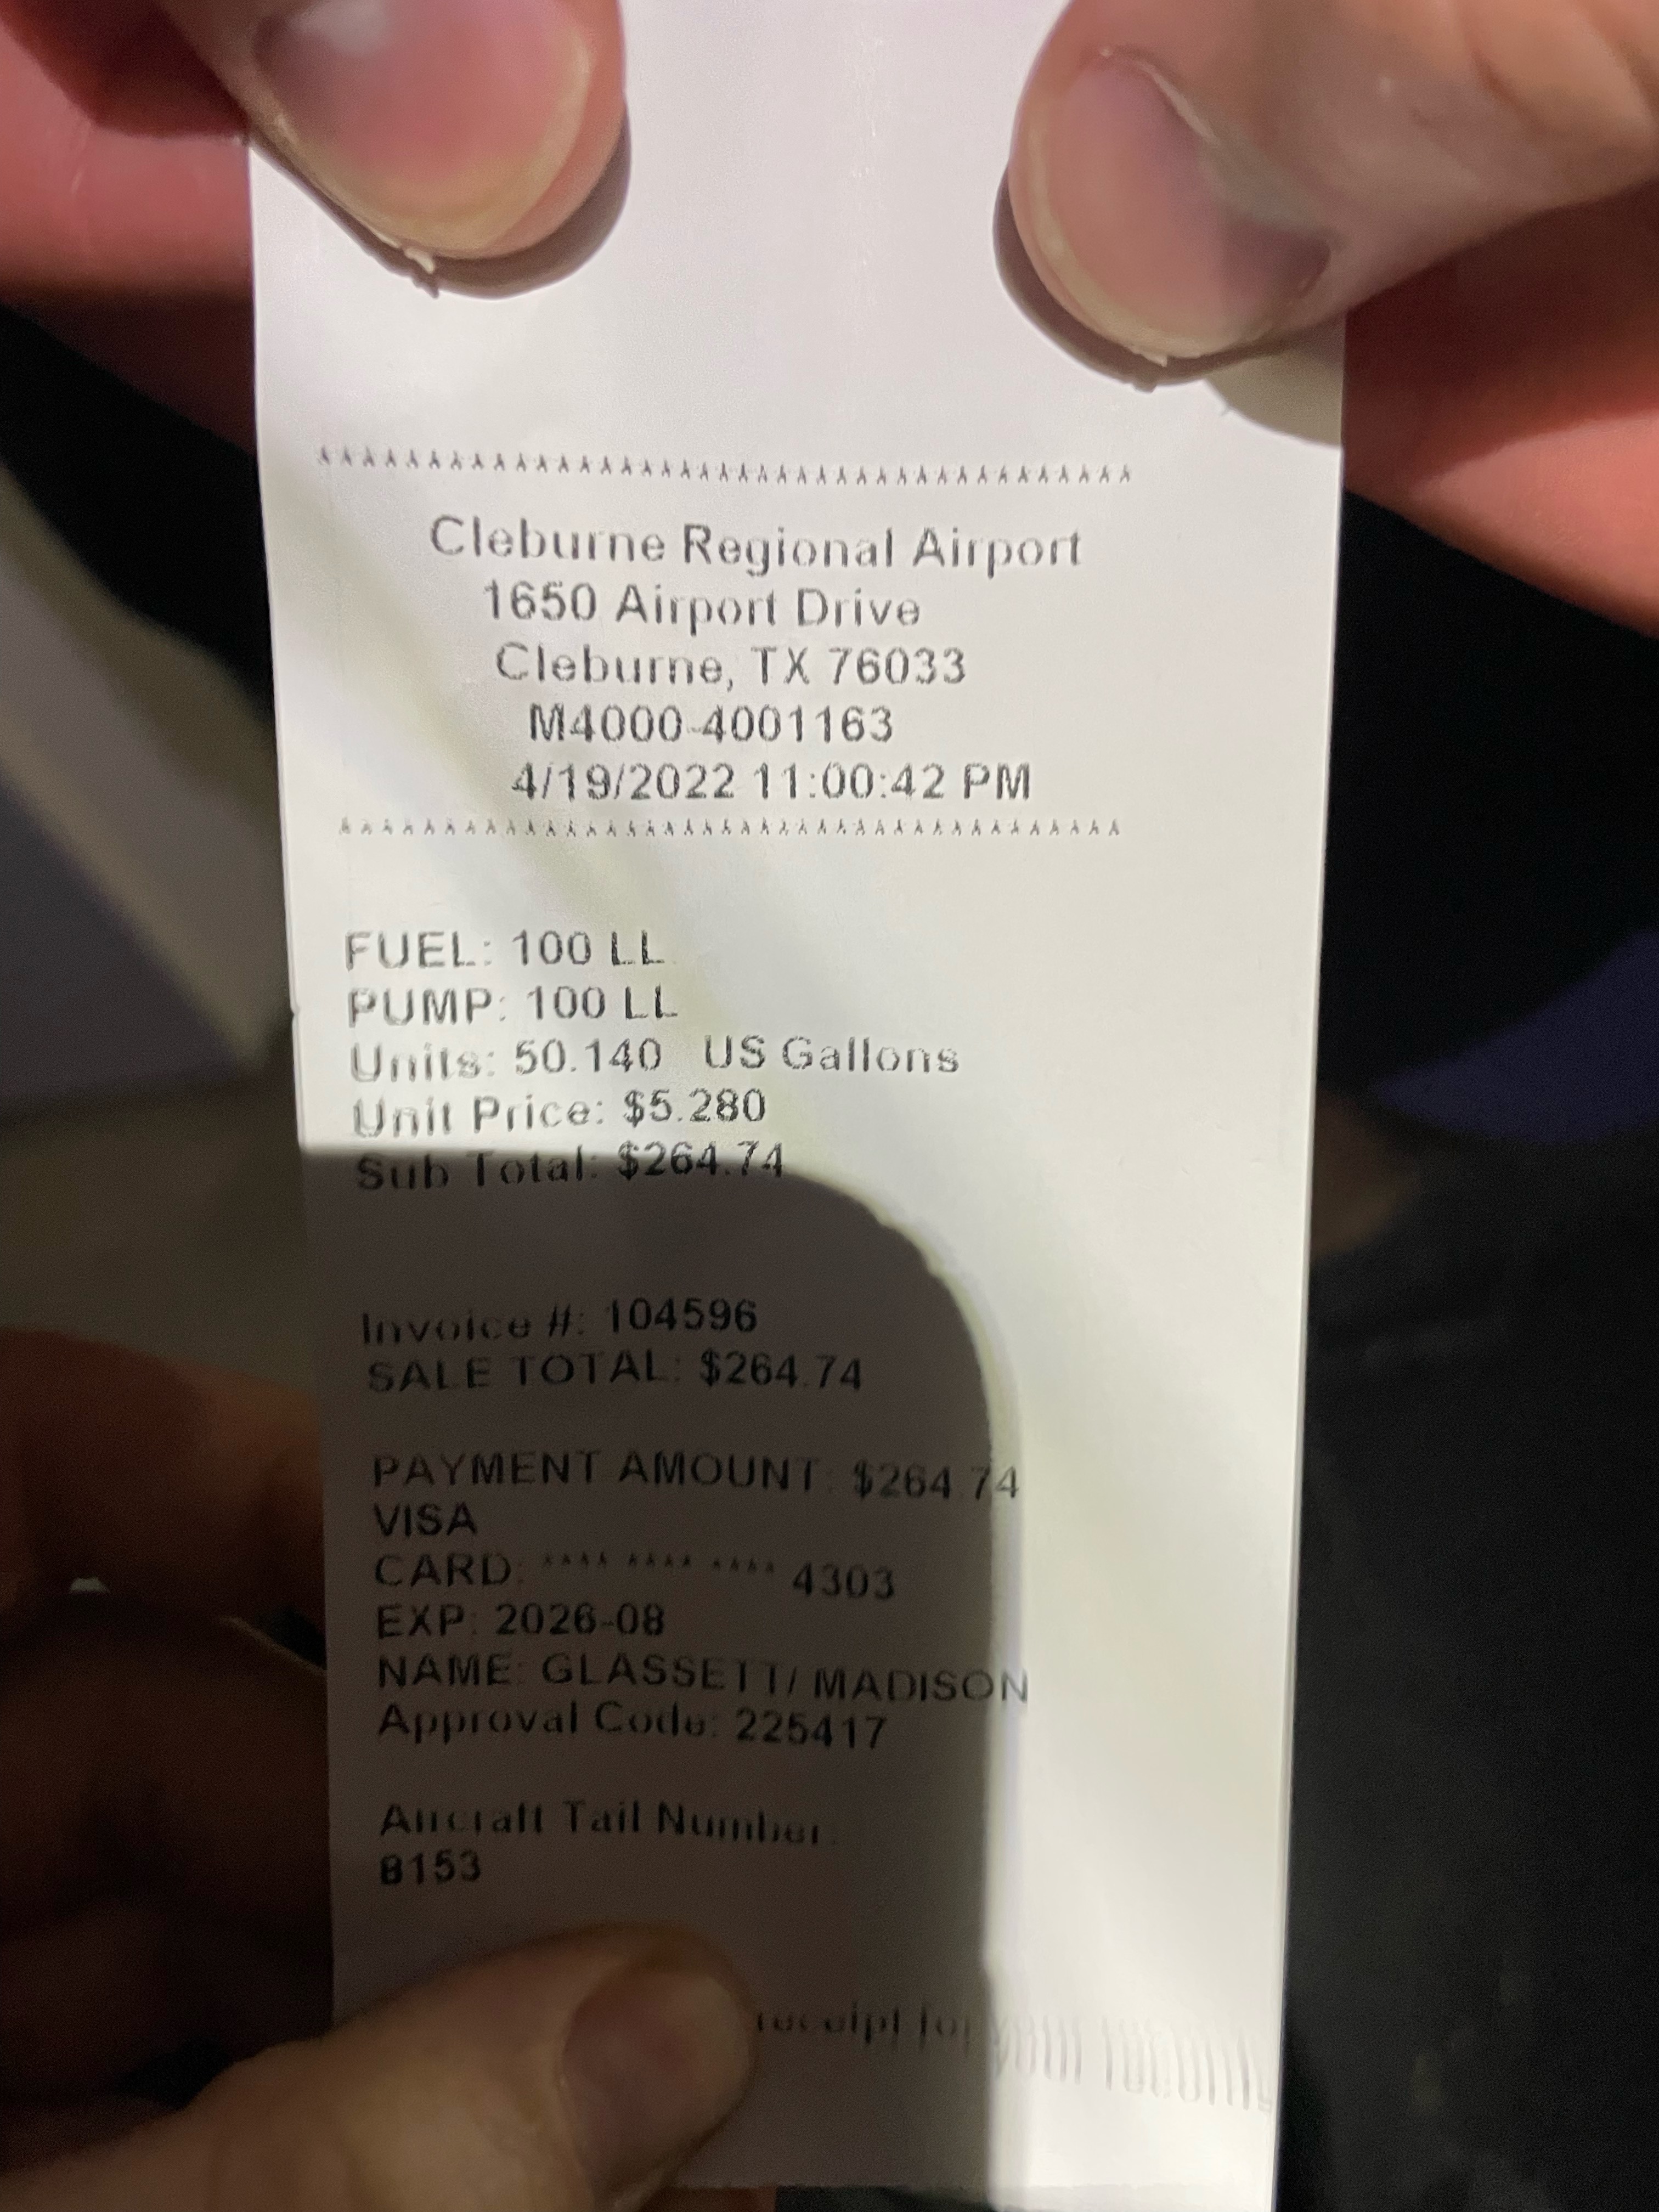 ****************************************
Cleburne Regional Airport
1650 Airport Drive
Cleburne, TX 76033
M4000-4001163
4/19/2022 11:00:42 PM
****************************************
FUEL: 100 LL
PUMP: 100 LL
Units: 50.140 US Gallons
Unit Price: $5.280
Sub Total: $264.74
Invoice #: 104596
SALE TOTAL: $264.74
PAYMENT AMOUNT: $264.74
VISA
CARD: **** **** **** 4303
EXP: 2026-08
NAME: GLASSETT/ MADISON
Approval Code: 225417
Aircraft Tail Number:
8153
receipt for your